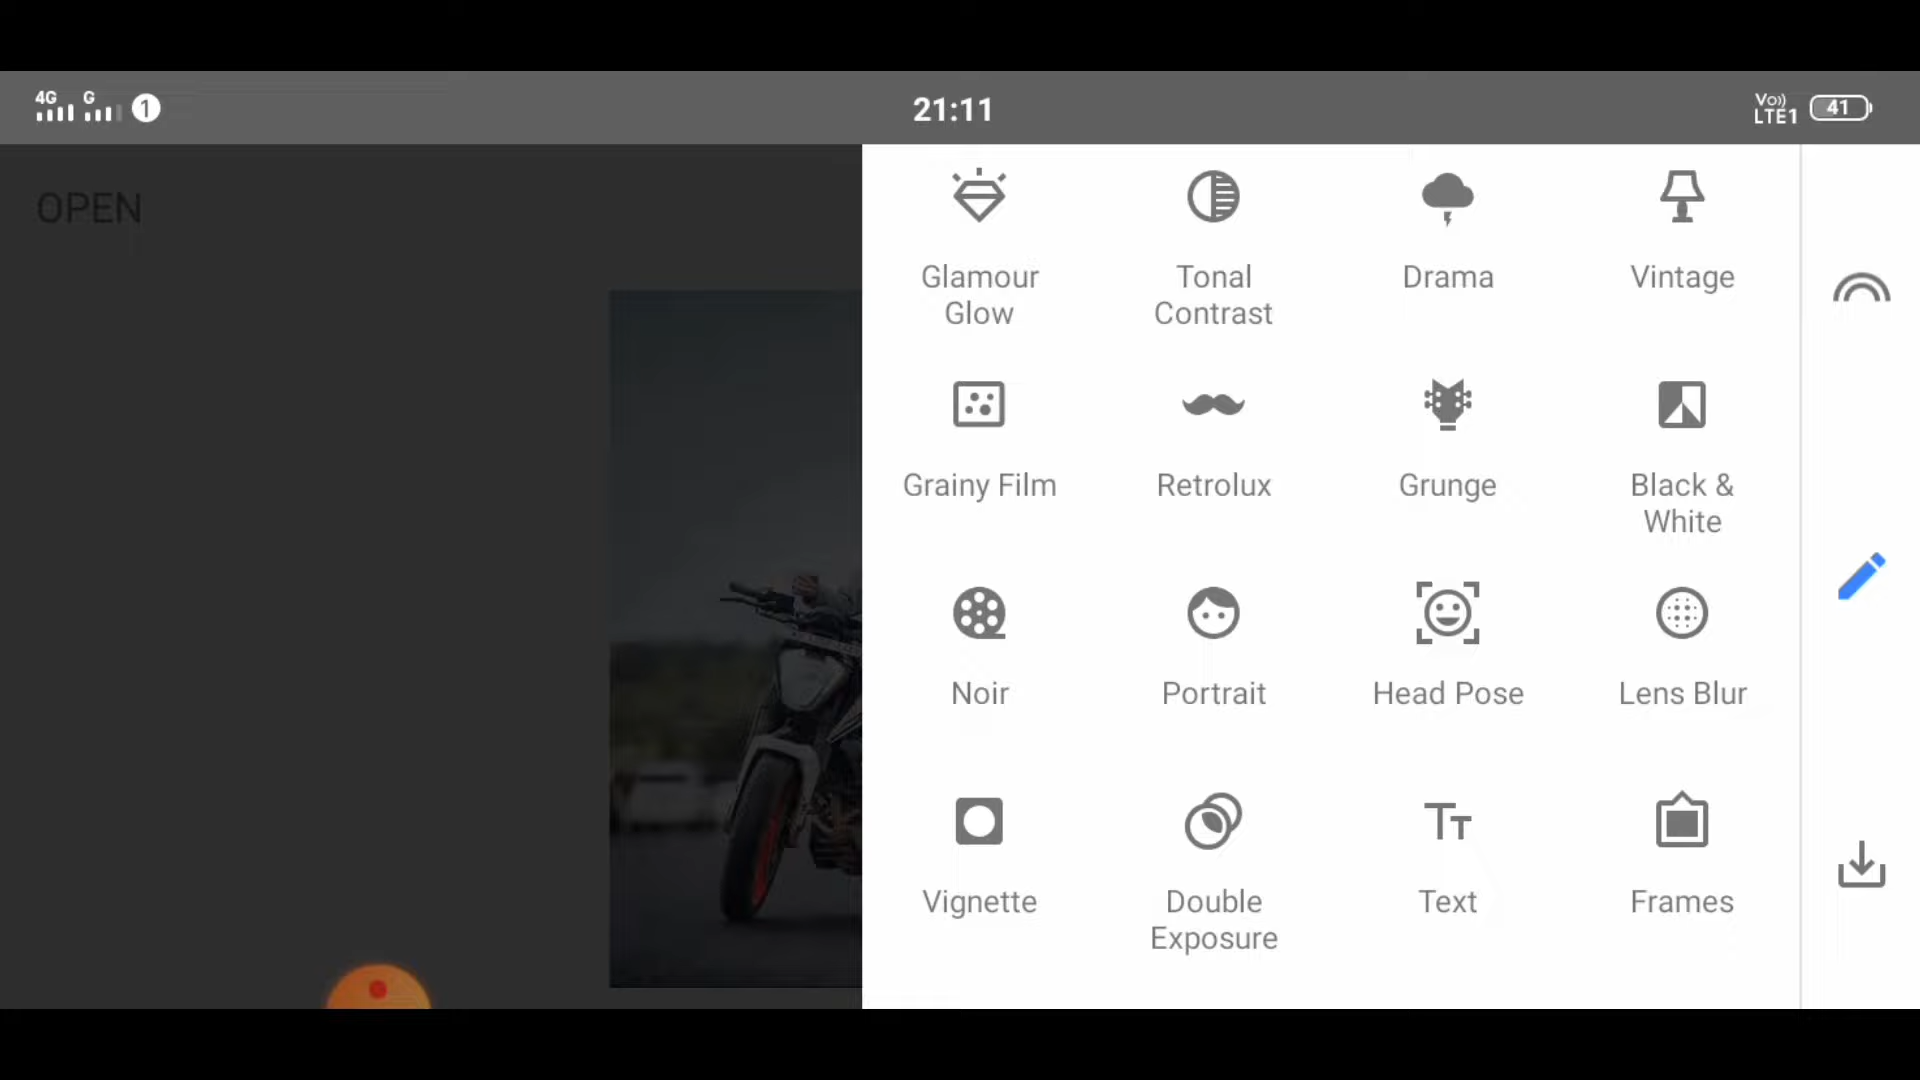 4G G 1 21:11 Vo)) LTE1 41
OPEN
Glamour Glow
Tonal Contrast
Drama
Vintage
Grainy Film
Retrolux
Grunge
Black & White
Noir
Portrait
Head Pose
Lens Blur
Vignette
Double Exposure
Text
Frames